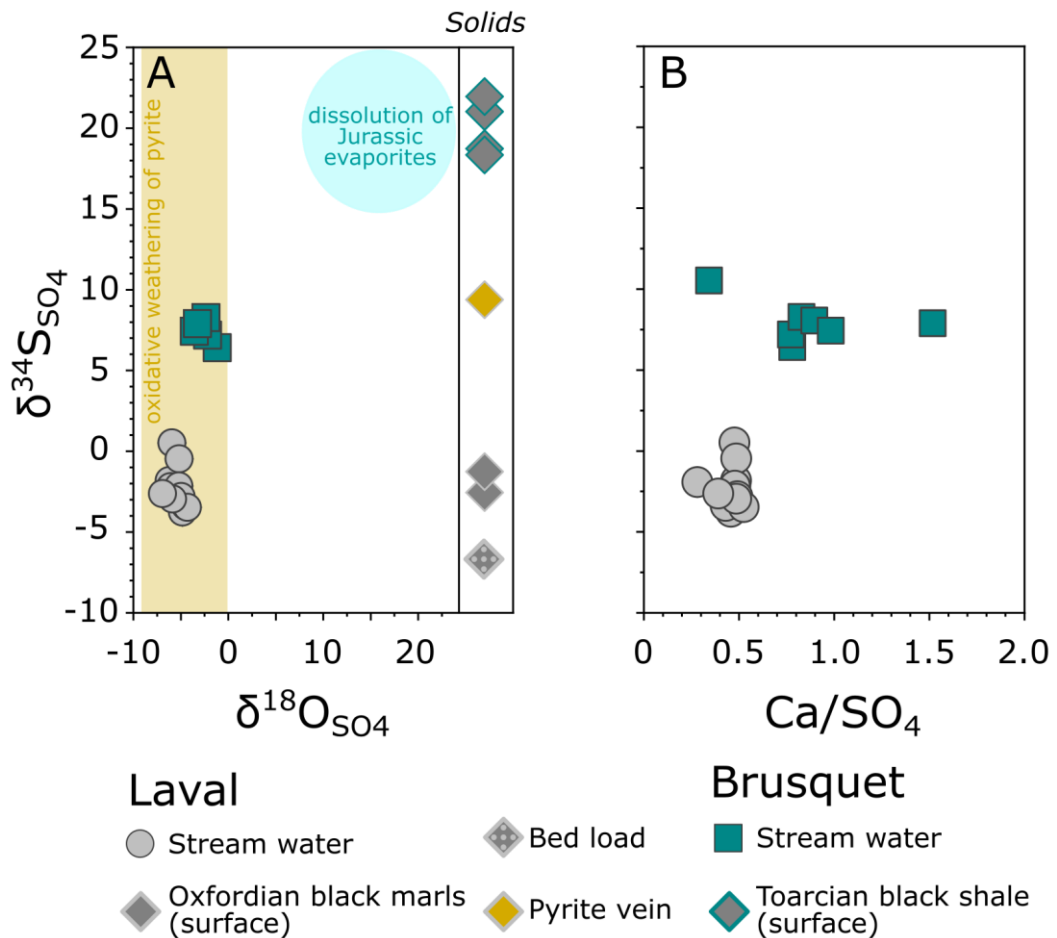 Solids
A
B
25
20
15
10
5
0
-5
-10
δ³⁴S_SO₄
oxidative weathering of pyrite
dissolution of
Jurassic
evaporites
-10
0
10
20
0
0.5
1.0
1.5
2.0
δ¹⁸O_SO4
Ca/SO₄
Laval
Brusquet
Stream water
Bed load
Stream water
Oxfordian black marls
(surface)
Pyrite vein
Toarcian black shale
(surface)